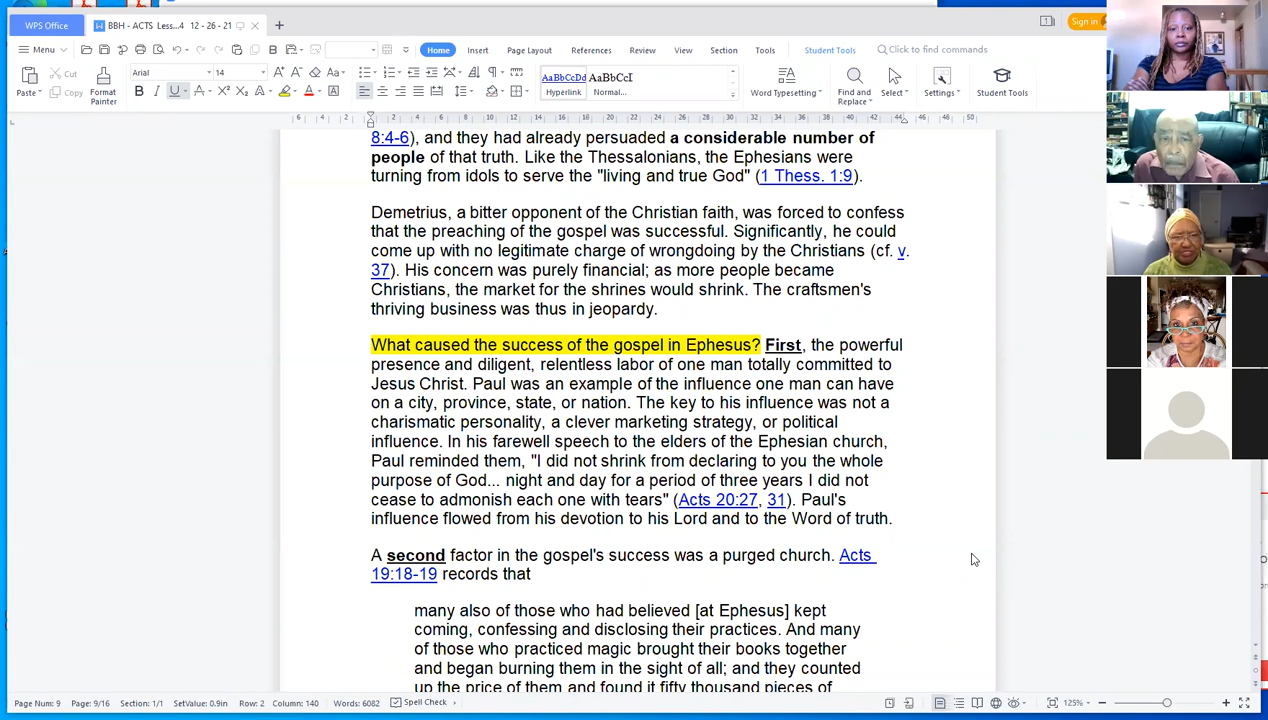 WPS Office
BBH - ACTS Less...4 12 - 26 - 21
Sign in
Menu
Home
Insert
Page Layout
References
Review
View
Section
Tools
Student Tools
Click to find commands
Paste
Cut
Copy
Format
Painter
Arial
14
AaBbCcDd
AaBbCcI
Hyperlink
Normal...
Word Typesetting
Find and
Replace
Select
Settings
Student Tools
8:4-6), and they had already persuaded a considerable number of
people of that truth. Like the Thessalonians, the Ephesians were
turning from idols to serve the "living and true God" (1 Thess. 1:9).
Demetrius, a bitter opponent of the Christian faith, was forced to confess
that the preaching of the gospel was successful. Significantly, he could
come up with no legitimate charge of wrongdoing by the Christians (cf. v.
37). His concern was purely financial; as more people became
Christians, the market for the shrines would shrink. The craftsmen's
thriving business was thus in jeopardy.
What caused the success of the gospel in Ephesus? First, the powerful
presence and diligent, relentless labor of one man totally committed to
Jesus Christ. Paul was an example of the influence one man can have
on a city, province, state, or nation. The key to his influence was not a
charismatic personality, a clever marketing strategy, or political
influence. In his farewell speech to the elders of the Ephesian church,
Paul reminded them, "I did not shrink from declaring to you the whole
purpose of God... night and day for a period of three years I did not
cease to admonish each one with tears" (Acts 20:27, 31). Paul's
influence flowed from his devotion to his Lord and to the Word of truth.
A second factor in the gospel's success was a purged church. Acts
19:18-19 records that
many also of those who had believed [at Ephesus] kept
coming, confessing and disclosing their practices. And many
of those who practiced magic brought their books together
and began burning them in the sight of all; and they counted
up the price of them and found it fifty thousand pieces of
Page Num: 9 Page: 9/16 Section: 1/1 SetValue: 0.9in Row: 2 Column: 140 Words: 6082 Spell Check 125%